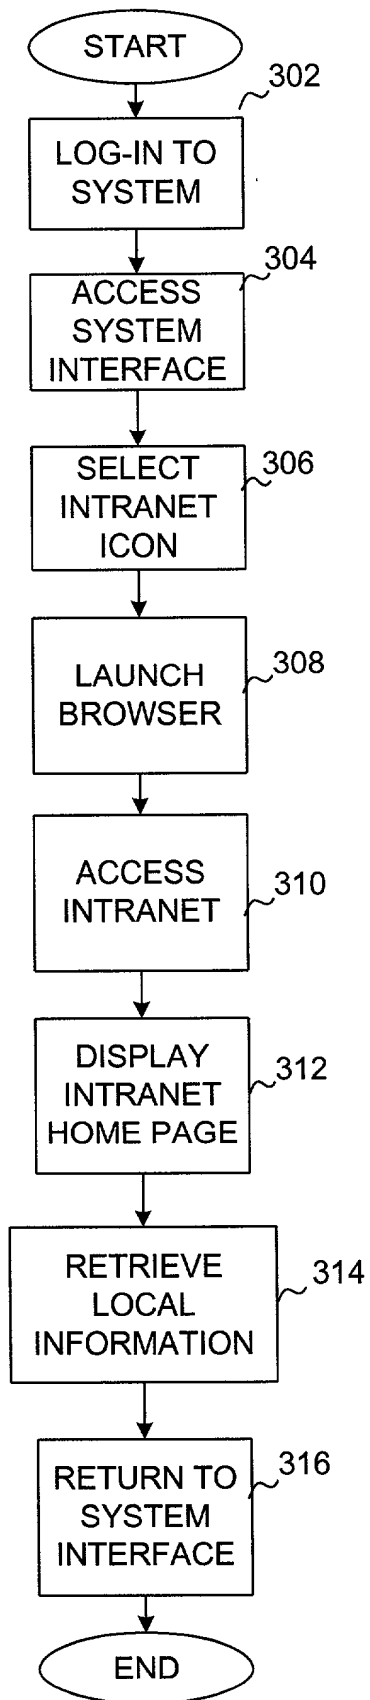 START
302
LOG-IN TO
SYSTEM
304
ACCESS
SYSTEM
INTERFACE
306
SELECT
INTRANET
ICON
308
LAUNCH
BROWSER
310
ACCESS
INTRANET
312
DISPLAY
INTRANET
HOME PAGE
314
RETRIEVE
LOCAL
INFORMATION
316
RETURN TO
SYSTEM
INTERFACE
END